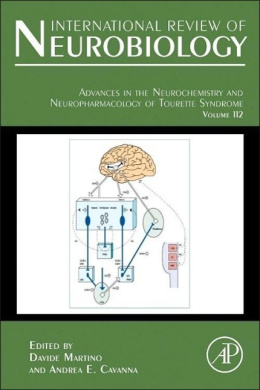 INTERNATIONAL REVIEW OF
NEUROBIOLOGY
ADVANCES IN THE NEUROCHEMISTRY AND
NEUROPHARMACOLOGY OF TOURETTE SYNDROME
VOLUME 112
EDITED BY
DAVIDE MARTINO
AND ANDREA E. CAVANNA
AP